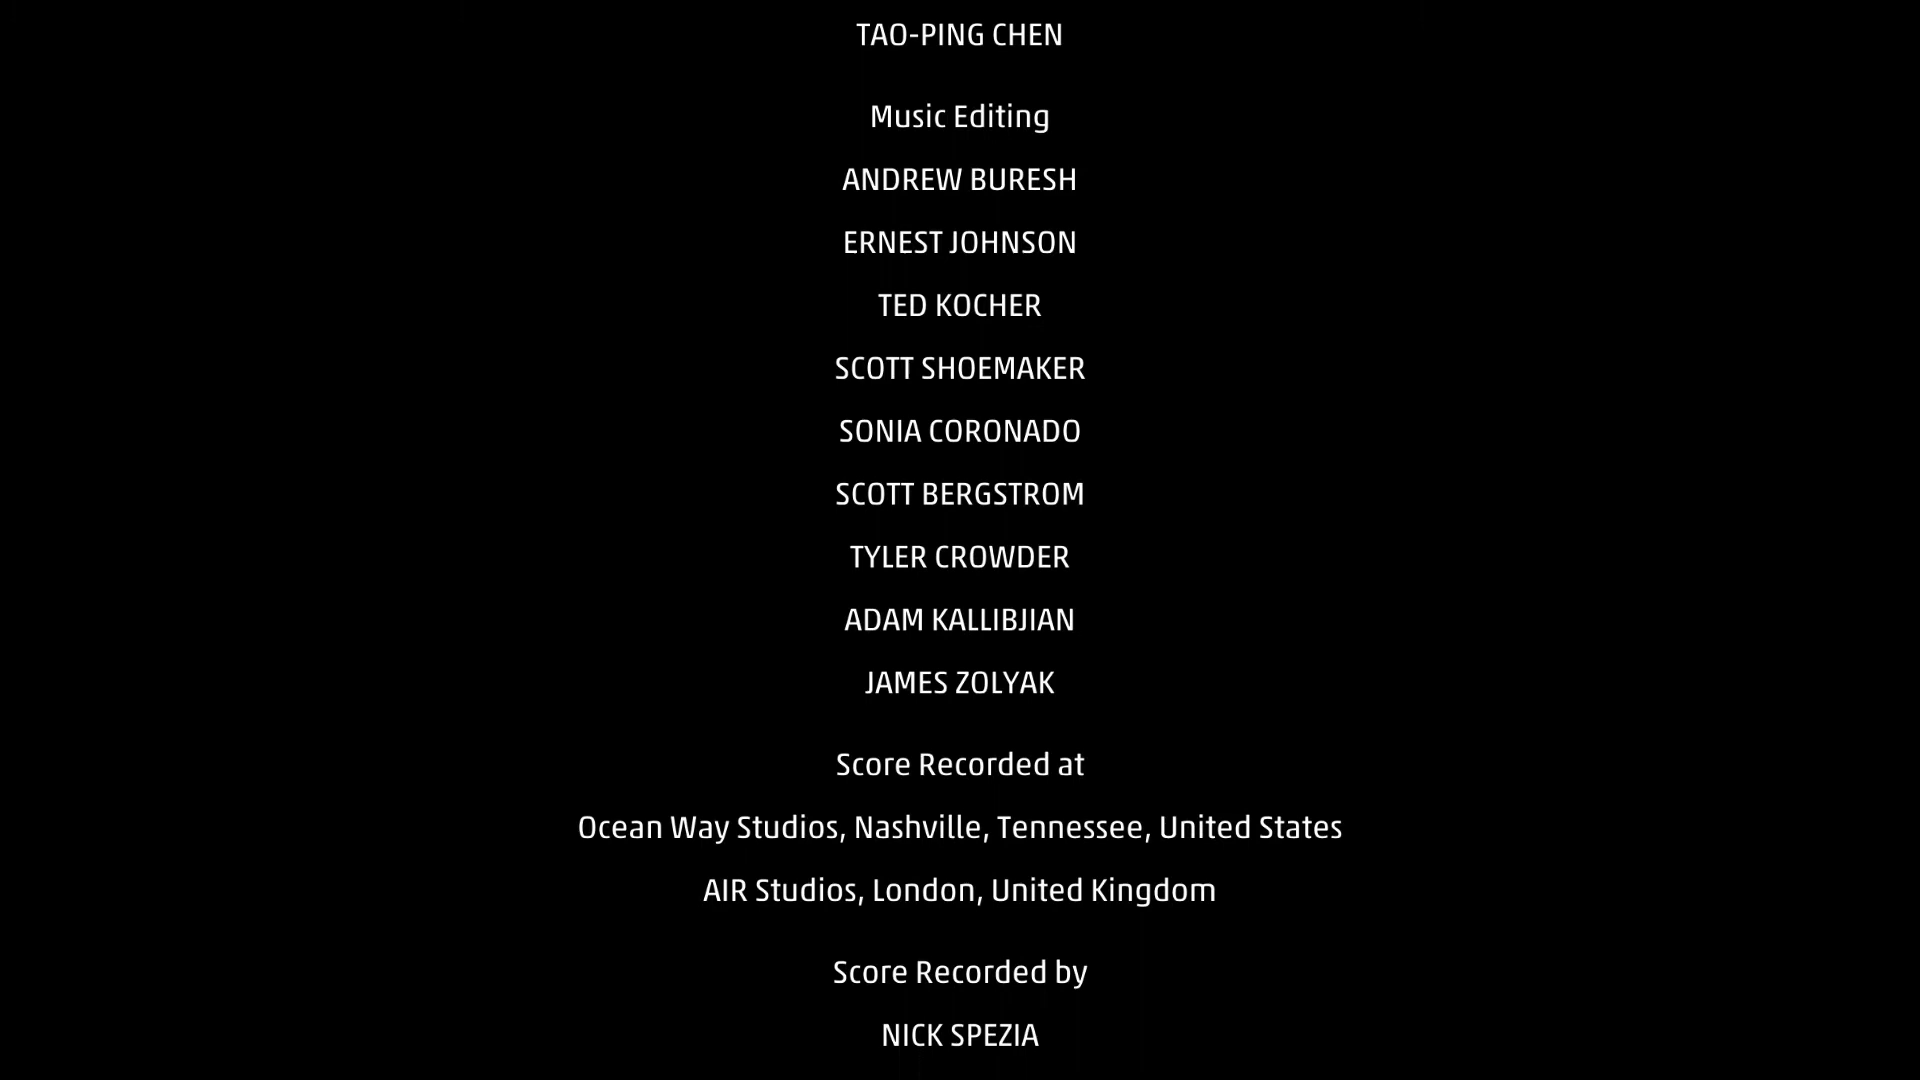 TAO-PING CHEN
Music Editing
ANDREW BURESH
ERNEST JOHNSON
TED KOCHER
SCOTT SHOEMAKER
SONIA CORONADO
SCOTT BERGSTROM
TYLER CROWDER
ADAM KALLIBJIAN
JAMES ZOLYAK
Score Recorded at
Ocean Way Studios, Nashville, Tennessee, United States
AIR Studios, London, United Kingdom
Score Recorded by
NICK SPEZIA